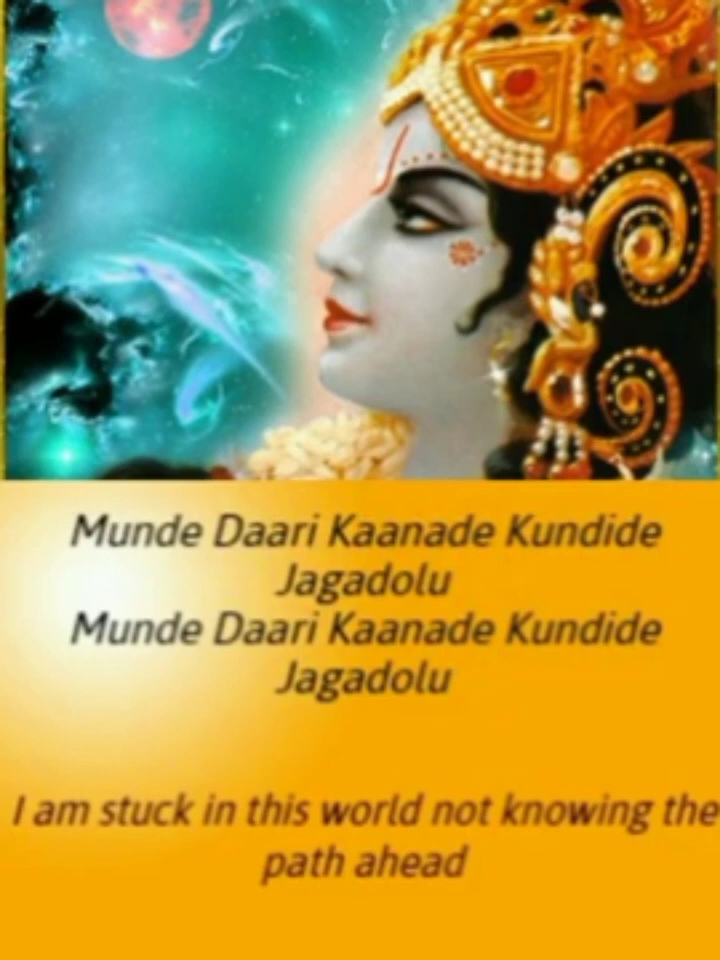 Munde Daari Kaanade Kundide
Jagadolu
Munde Daari Kaanade Kundide
Jagadolu
I am stuck in this world not knowing the
path ahead